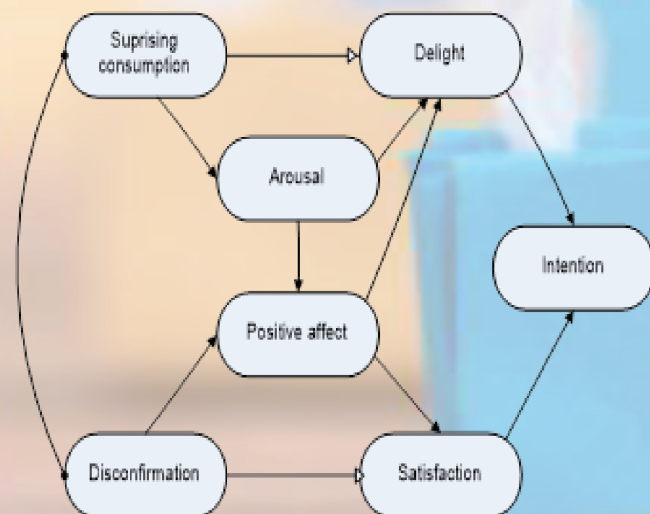 Suprising
consumption
Delight
Arousal
Intention
Positive affect
Disconfirmation
Satisfaction